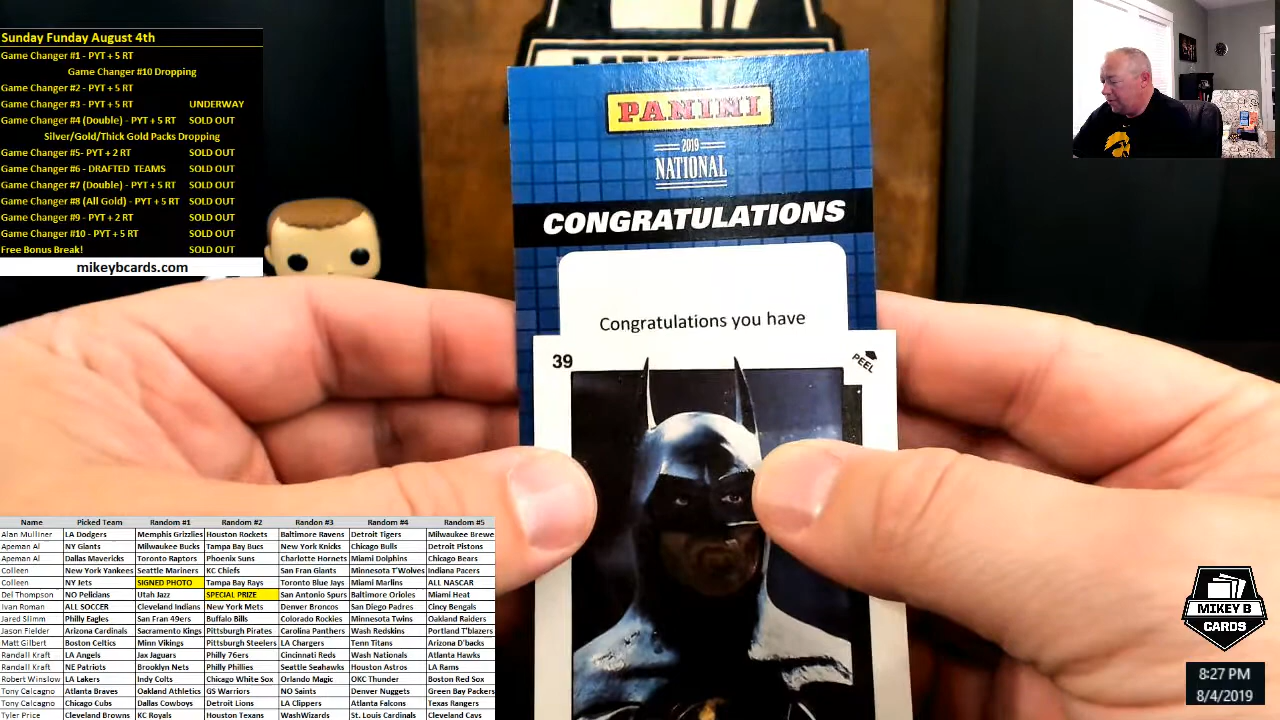 Sunday Funday August 4th
Game Changer #1 - PYT + 5 RT
Game Changer #10 Dropping
Game Changer #2 - PYT + 5 RT
Game Changer #3 - PYT + 5 RT UNDERWAY
Game Changer #4 (Double) - PYT + 5 RT SOLD OUT
Silver/Gold/Thick Gold Packs Dropping
Game Changer #5- PYT + 2 RT SOLD OUT
Game Changer #6 - DRAFTED TEAMS SOLD OUT
Game Changer #7 (Double) - PYT + 5 RT SOLD OUT
Game Changer #8 (All Gold) - PYT + 5 RT SOLD OUT
Game Changer #9 - PYT + 2 RT SOLD OUT
Game Changer #10 - PYT + 5 RT SOLD OUT
Free Bonus Break! SOLD OUT
mikeybcards.com
PANINI
2019
NATIONAL
CONGRATULATIONS
Congratulations you have
39 PEEL
Name Picked Team Random #1 Random #2 Randon #3 Random #4 Random #5
Alan Mulliner LA Dodgers Memphis Grizzlies Houston Rockets Baltimore Ravens Detroit Tigers Milwaukee Brewe
Apeman Al NY Giants Milwaukee Bucks Tampa Bay Bucs New York Knicks Chicago Bulls Detroit Pistons
Apeman Al Dallas Mavericks Toronto Raptors Phoenix Suns Charlotte Hornets Miami Dolphins Chicago Bears
Colleen New York Yankees Seattle Mariners KC Chiefs San Fran Giants Minnesota T'Wolves Indiana Pacers
Colleen NY Jets SIGNED PHOTO Tampa Bay Rays Toronto Blue Jays Miami Marlins ALL NASCAR
Del Thompson NO Pelicians Utah Jazz SPECIAL PRIZE San Antonio Spurs Baltimore Orioles Miami Heat
Ivan Roman ALL SOCCER Cleveland Indians New York Mets Denver Broncos San Diego Padres Cincy Bengals
Jared Slimm Philly Eagles San Fran 49ers Buffalo Bills Colorado Rockies Minnesota Twins Oakland Raiders
Jason Fielder Arizona Cardinals Sacramento Kings Pittsburgh Pirates Carolina Panthers Wash Redskins Portland T'blazers
Matt Gilbert Boston Celtics Minn Vikings Pittsburgh Steelers LA Chargers Tenn Titans Arizona D'backs
Randall Kraft LA Angels Jax Jaguars Philly 76ers Cincinnati Reds Wash Nationals Atlanta Hawks
Randall Kraft NE Patriots Brooklyn Nets Philly Phillies Seattle Seahawks Houston Astros LA Rams
Robert Winslow LA Lakers Indy Colts Chicago White Sox Orlando Magic OKC Thunder Boston Red Sox
Tony Calcagno Atlanta Braves Oakland Athletics GS Warriors NO Saints Denver Nuggets Green Bay Packers
Tony Calcagno Chicago Cubs Dallas Cowboys Detroit Lions LA Clippers Atlanta Falcons Texas Rangers
Tyler Price Cleveland Browns KC Royals Houston Texans WashWizards St. Louis Cardinals Cleveland Cavs
MIKEY B
CARDS
8:27 PM
8/4/2019